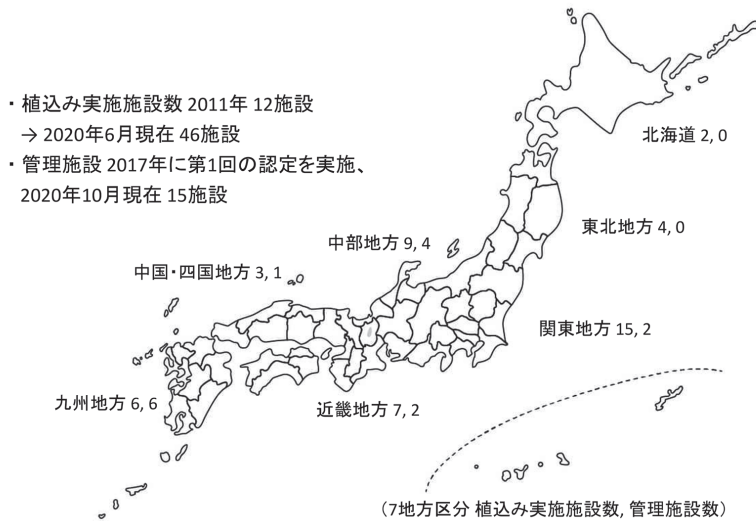 ・植込み実施施設数 2011年 12施設
→ 2020年6月現在 46施設
・管理施設 2017年に第1回の認定を実施、
2020年10月現在 15施設
北海道 2, 0
東北地方 4, 0
中部地方 9, 4
中国・四国地方 3, 1
関東地方 15, 2
九州地方 6, 6
近畿地方 7, 2
（7地方区分 植込み実施施設数, 管理施設数）